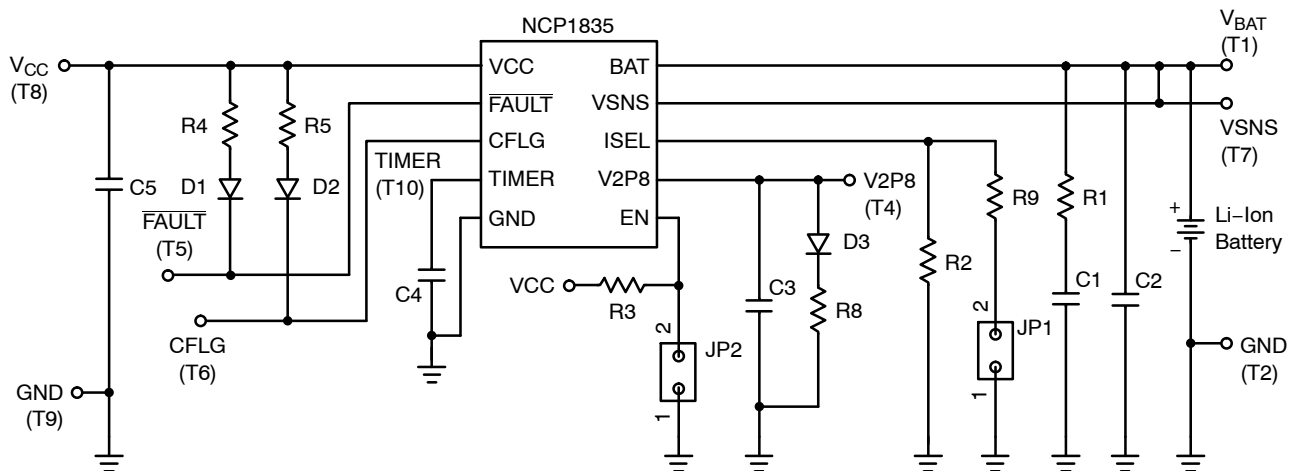 NCP1835
V_BAT
(T1)
V_CC
(T8)
VCC
BAT
FAULT
VSNS
VSNS
(T7)
R4
R5
CFLG
ISEL
TIMER
(T10)
TIMER
V2P8
V2P8
(T4)
C5
D1
D2
R9
R1
FAULT
(T5)
GND
EN
+
−
Li−Ion
Battery
D3
R2
C4
VCC
R3
C3
R8
C1
C2
CFLG
(T6)
2
JP2
1
2
JP1
1
GND
(T2)
GND
(T9)